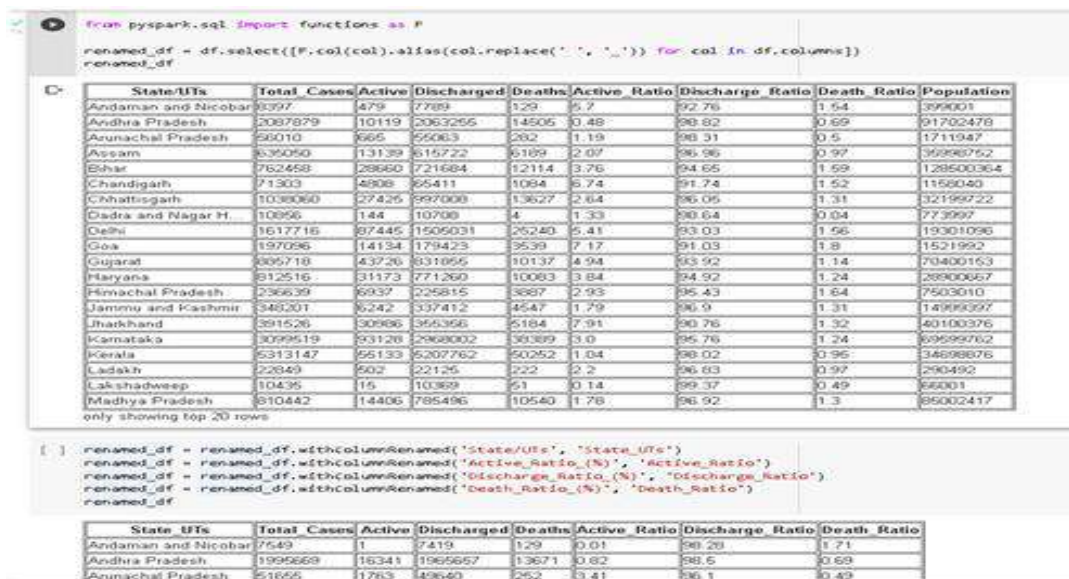 from pyspark.sql import functions as F
renamed_df = df.select([F.col(col).alias(col.replace(' ', '_')) for col in df.columns])
renamed_df
State/UTs Total_Cases Active Discharged Deaths Active_Ratio Discharge_Ratio Death_Ratio Population
Andaman and Nicobar 8397 479 7789 129 5.7 92.76 1.54 399001
Andhra Pradesh 2087879 10119 2063255 14505 0.48 98.82 0.69 91702478
Arunachal Pradesh 56010 665 55063 282 1.19 98.31 0.5 1711947
Assam 635050 13139 615722 6189 2.07 96.96 0.97 35998752
Bihar 762458 28660 721684 12114 3.76 94.65 1.59 128500364
Chandigarh 71303 4808 65411 1084 6.74 91.74 1.52 1158040
Chhattisgarh 1038060 27425 997008 13627 2.64 96.05 1.31 32199722
Dadra and Nagar H... 10856 144 10708 4 1.33 98.64 0.04 773997
Delhi 1617716 87445 1505031 25240 5.41 93.03 1.56 19301096
Goa 197096 14134 179423 3539 7.17 91.03 1.8 1521992
Gujarat 885718 43726 831855 10137 4.94 93.92 1.14 70400153
Haryana 812516 31173 771260 10083 3.84 94.92 1.24 28900667
Himachal Pradesh 236639 6937 225815 3887 2.93 95.43 1.64 7503010
Jammu and Kashmir 348201 6242 337412 4547 1.79 96.9 1.31 14999397
Jharkhand 391526 30986 355356 5184 7.91 90.76 1.32 40100376
Karnataka 3099519 93128 2968002 38389 3.0 95.76 1.24 69599762
Kerala 5313147 55133 5207762 50252 1.04 98.02 0.95 34698876
Ladakh 22849 502 22125 222 2.2 96.83 0.97 290492
Lakshadweep 10435 15 10369 51 0.14 99.37 0.49 66001
Madhya Pradesh 810442 14406 785496 10540 1.78 96.92 1.3 85002417
only showing top 20 rows
[ ] renamed_df = renamed_df.withColumnRenamed('State/UTs', 'State_UTs')
renamed_df = renamed_df.withColumnRenamed('Active_Ratio_(%)', 'Active_Ratio')
renamed_df = renamed_df.withColumnRenamed('Discharge_Ratio_(%)', 'Discharge_Ratio')
renamed_df = renamed_df.withColumnRenamed('Death_Ratio_(%)', 'Death_Ratio')
renamed_df
State_UTs Total_Cases Active Discharged Deaths Active_Ratio Discharge_Ratio Death_Ratio
Andaman and Nicobar 7549 1 7419 129 0.01 98.28 1.71
Andhra Pradesh 1995669 16341 1965657 13671 0.82 98.5 0.69
Arunachal Pradesh 51655 1763 49640 252 3.41 96.1 0.49